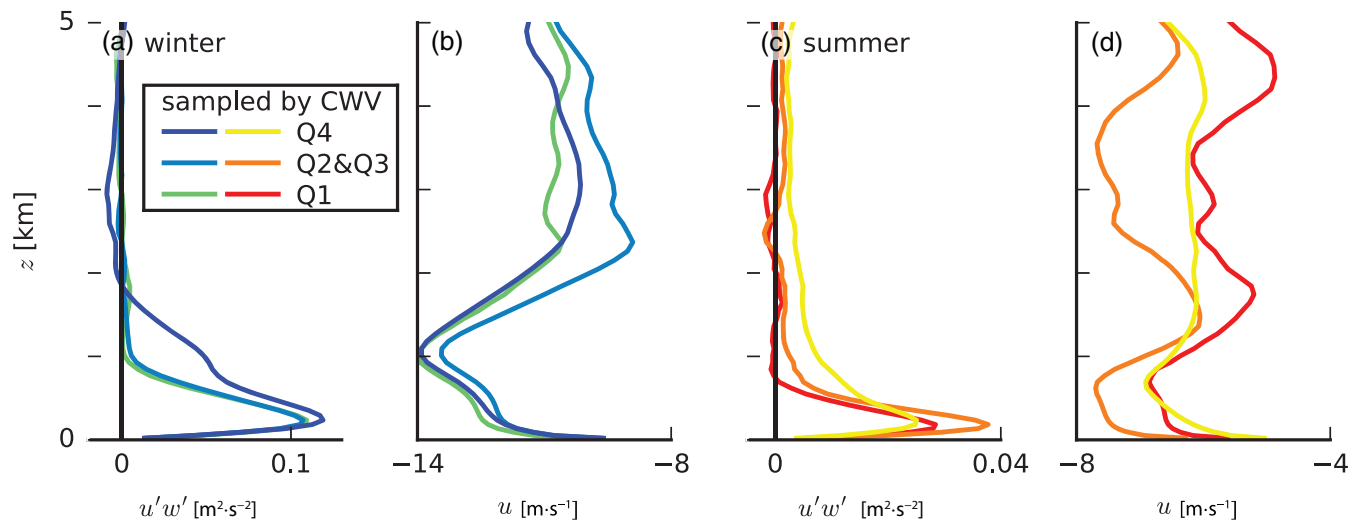 5
(a) winter
(b)
(c) summer
(d)
sampled by CWV
Q4
Q2&Q3
Q1
z [km]
0
0 0.1
−14 −8
0 0.04
−8 −4
u'w' [m²·s⁻²]
u [m·s⁻¹]
u'w' [m²·s⁻²]
u [m·s⁻¹]